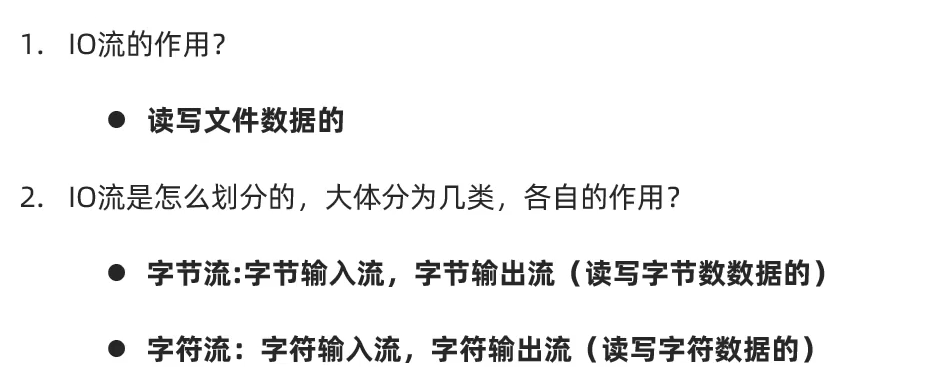 1. IO流的作用？
● 读写文件数据的
2. IO流是怎么划分的，大体分为几类，各自的作用？
● 字节流:字节输入流，字节输出流（读写字节数数据的）
● 字符流：字符输入流，字符输出流（读写字符数据的）